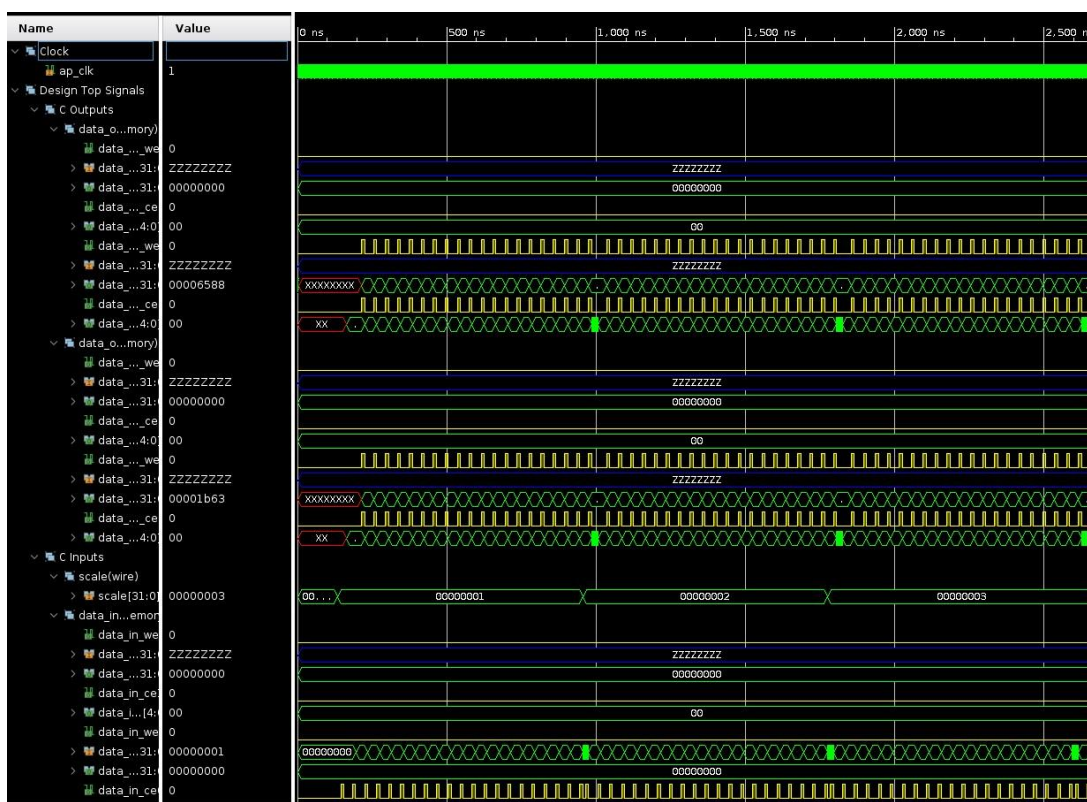 Name Value 0 ns 500 ns 1,000 ns 1,500 ns 2,000 ns 2,500 n
Clock
ap_clk 1
Design Top Signals
C Outputs
data_o...mory)
data_..._we 0
data_...31: ZZZZZZZZ ZZZZZZZZ
data_...31: 00000000 00000000
data_..._ce 0
data_...4:0] 00 00
data_..._we 0
data_...31: ZZZZZZZZ ZZZZZZZZ
data_...31: 00006588 XXXXXXXX
data_..._ce 0
data_...4:0] 00 XX
data_o...mory)
data_..._we 0
data_...31: ZZZZZZZZ ZZZZZZZZ
data_...31: 00000000 00000000
data_..._ce 0
data_...4:0] 00 00
data_..._we 0
data_...31: ZZZZZZZZ ZZZZZZZZ
data_...31: 00001b63 XXXXXXXX
data_..._ce 0
data_...4:0] 00 XX
C Inputs
scale(wire)
scale[31:0] 00000003 00... 00000001 00000002 00000003
data_in...emor
data_in_we 0
data_...31: ZZZZZZZZ ZZZZZZZZ
data_...31: 00000000 00000000
data_in_ce 0
data_i...[4: 00 00
data_in_we 0
data_...31: 00000001 00000000
data_...31: 00000000 00000000
data_in_ce 0